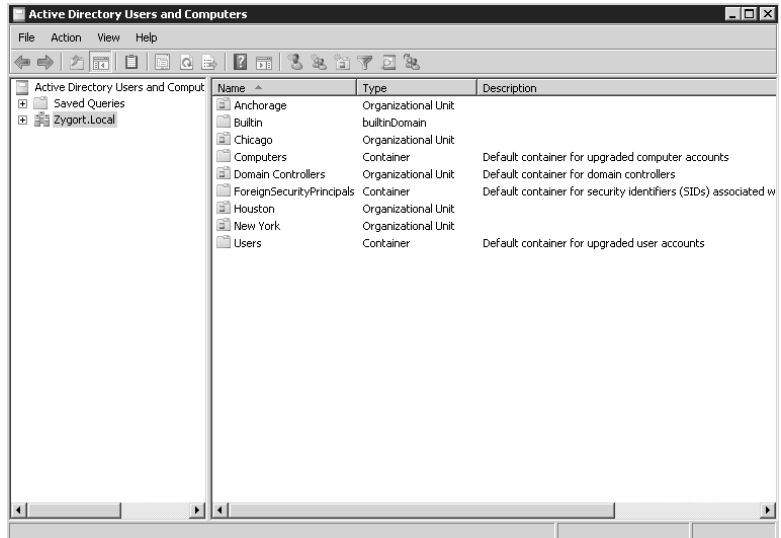 Active Directory Users and Computers
File Action View Help
Active Directory Users and Comput
Saved Queries
Zygort.Local
Name Type Description
Anchorage Organizational Unit
Builtin builtinDomain
Chicago Organizational Unit
Computers Container Default container for upgraded computer accounts
Domain Controllers Organizational Unit Default container for domain controllers
ForeignSecurityPrincipals Container Default container for security identifiers (SIDs) associated w
Houston Organizational Unit
New York Organizational Unit
Users Container Default container for upgraded user accounts